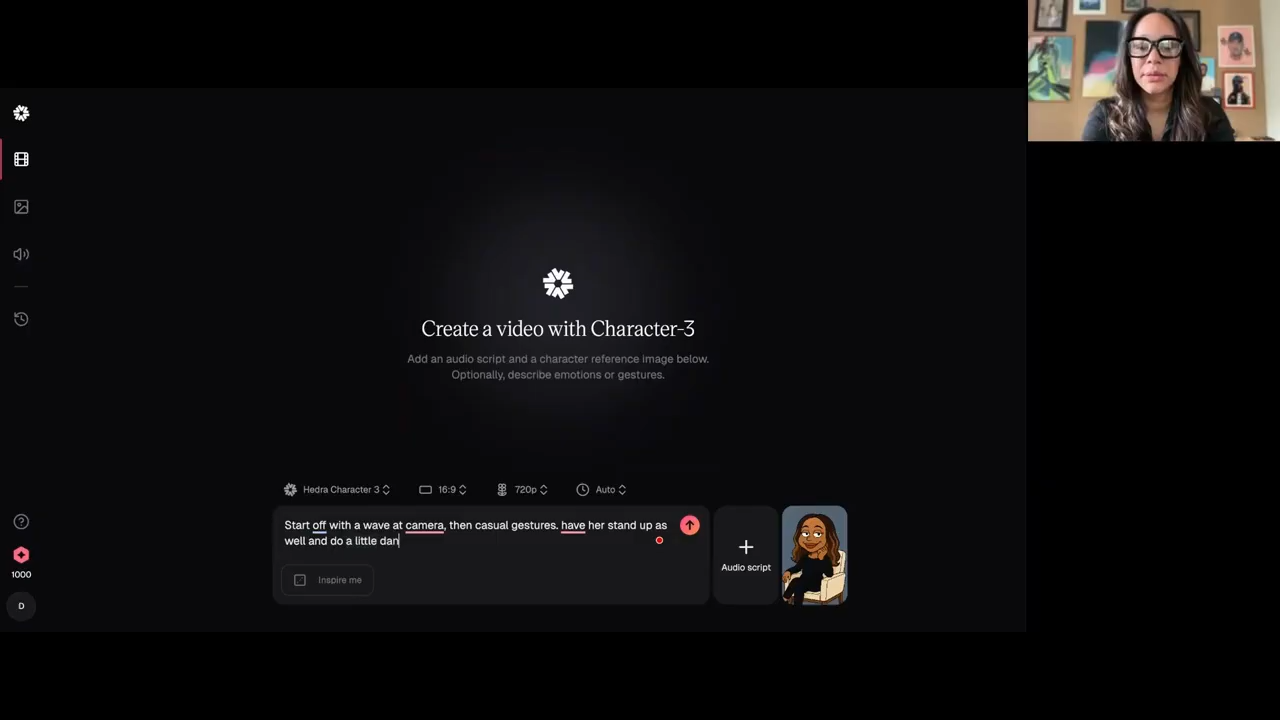 Create a video with Character-3
Add an audio script and a character reference image below.
Optionally, describe emotions or gestures.
Hedra Character 3
16:9
720p
Auto
Start off with a wave at camera, then casual gestures. have her stand up as
well and do a little dan
Audio script
Inspire me
1000
D